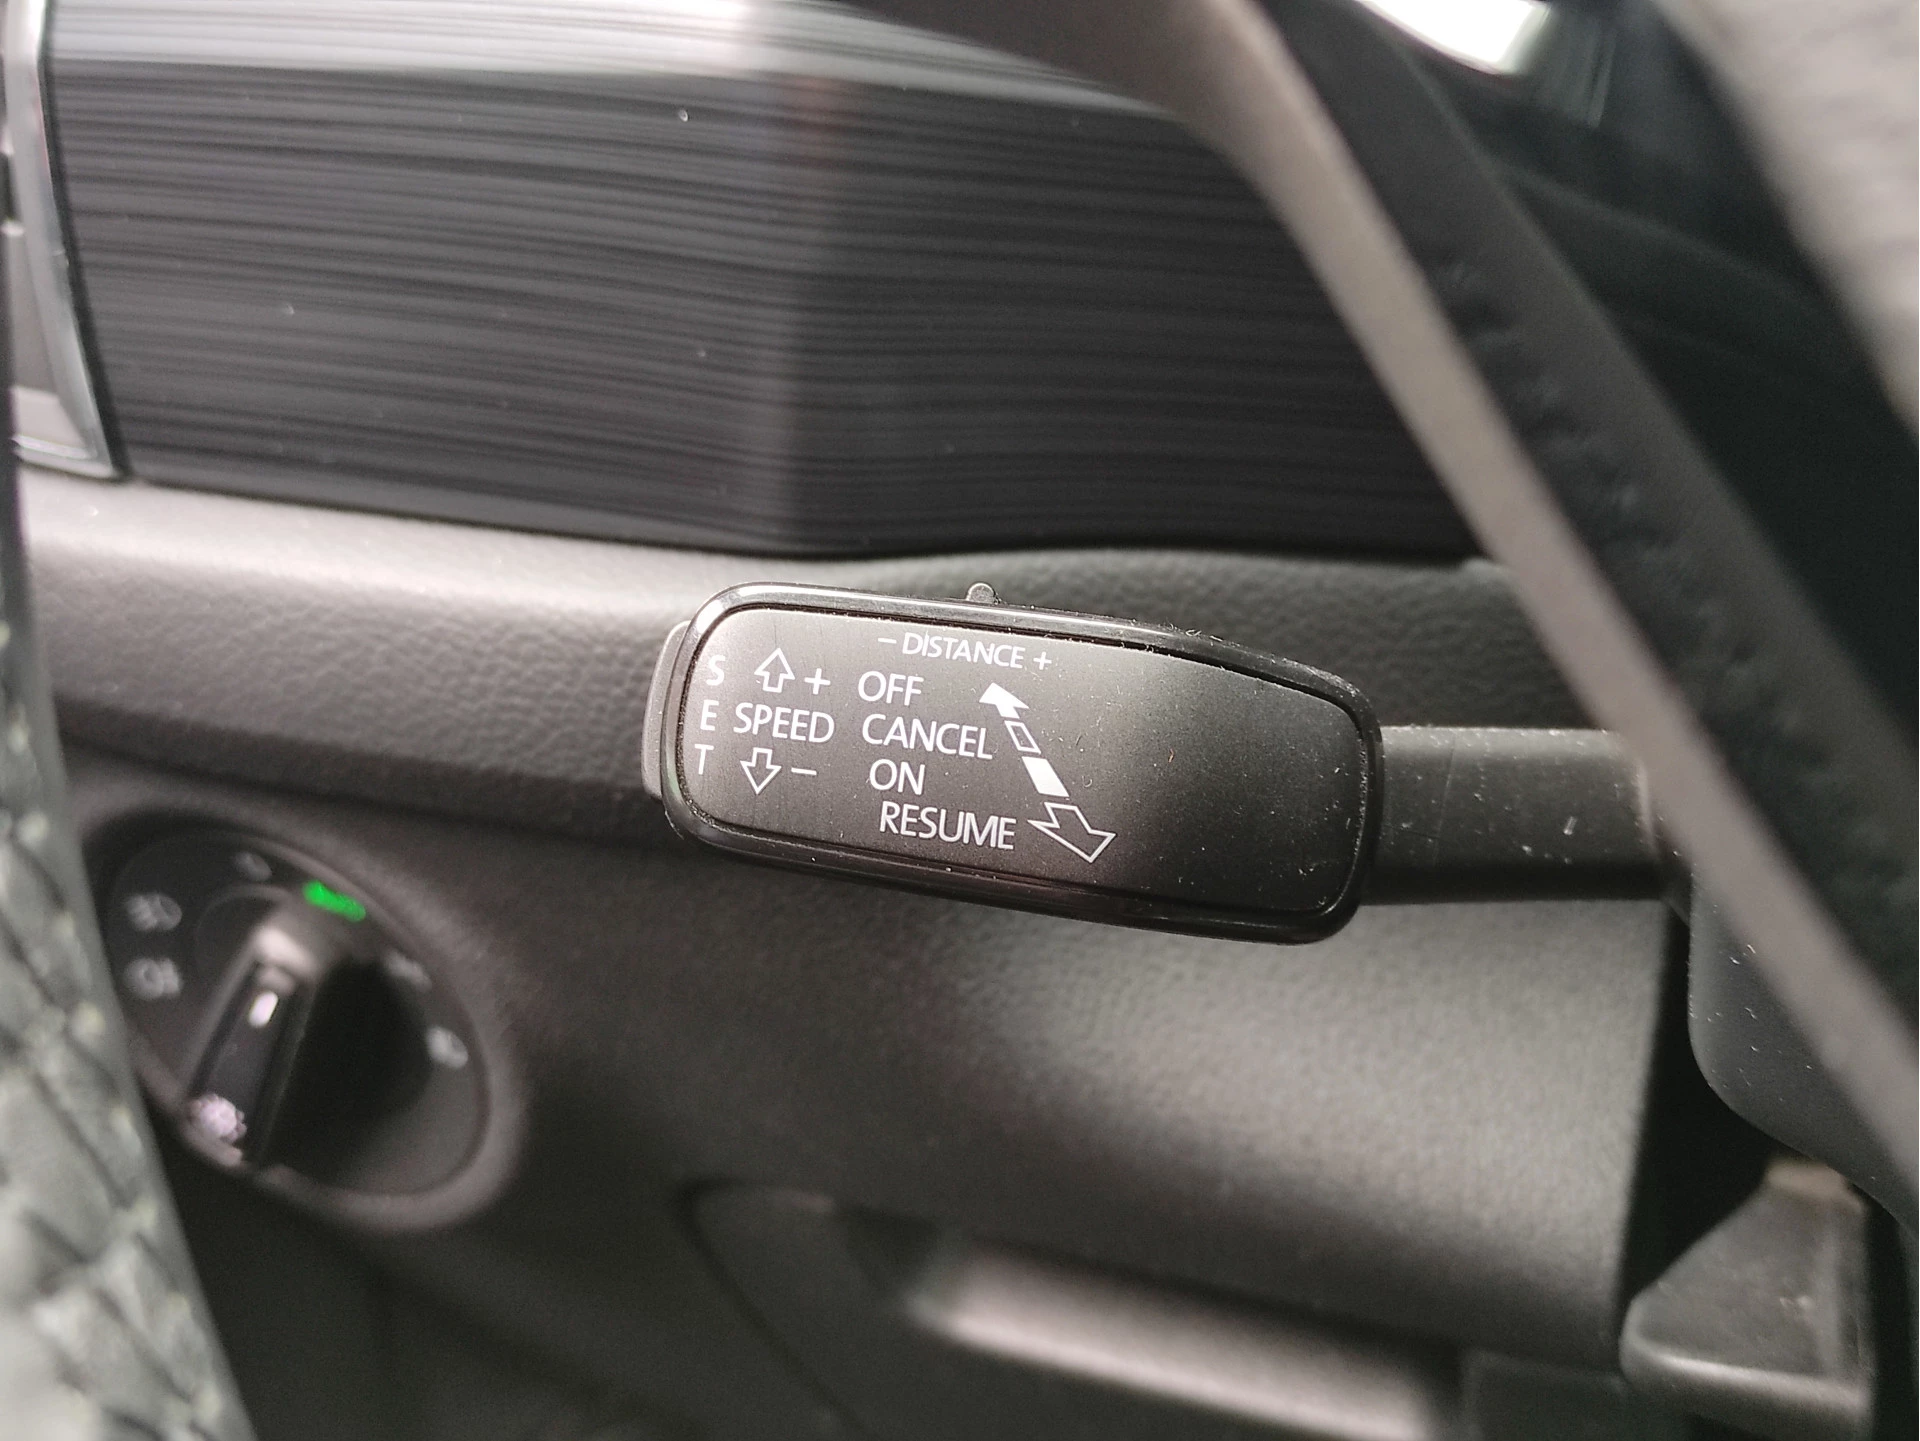 − DISTANCE +
S + OFF
E SPEED CANCEL
T − ON
RESUME